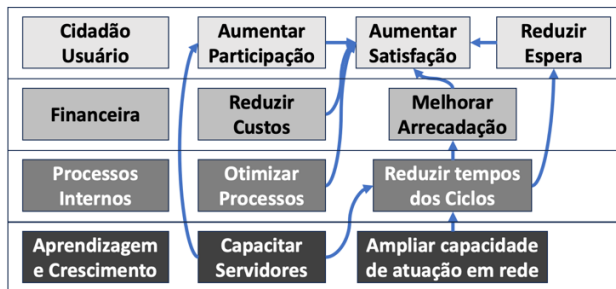 Cidadão
Usuário
Aumentar
Participação
Aumentar
Satisfação
Reduzir
Espera
Financeira
Reduzir
Custos
Melhorar
Arrecadação
Processos
Internos
Otimizar
Processos
Reduzir tempos
dos Ciclos
Aprendizagem
e Crescimento
Capacitar
Servidores
Ampliar capacidade
de atuação em rede